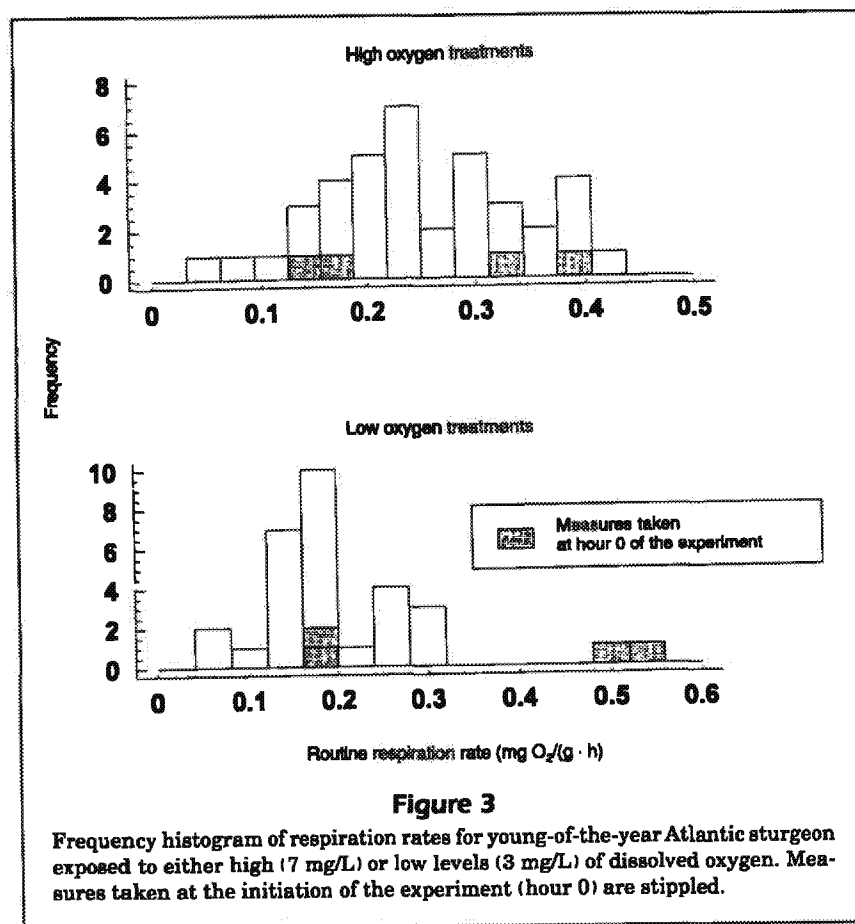 High oxygen treatments
8
6
4
2
0
0 0.1 0.2 0.3 0.4 0.5
Frequency
Low oxygen treatments
10
8
6
4
2
0
Measures taken
at hour 0 of the experiment
0 0.1 0.2 0.3 0.4 0.5 0.6
Routine respiration rate (mg O₂/(g · h)
Figure 3
Frequency histogram of respiration rates for young-of-the-year Atlantic sturgeon
exposed to either high (7 mg/L) or low levels (3 mg/L) of dissolved oxygen. Mea-
sures taken at the initiation of the experiment (hour 0) are stippled.